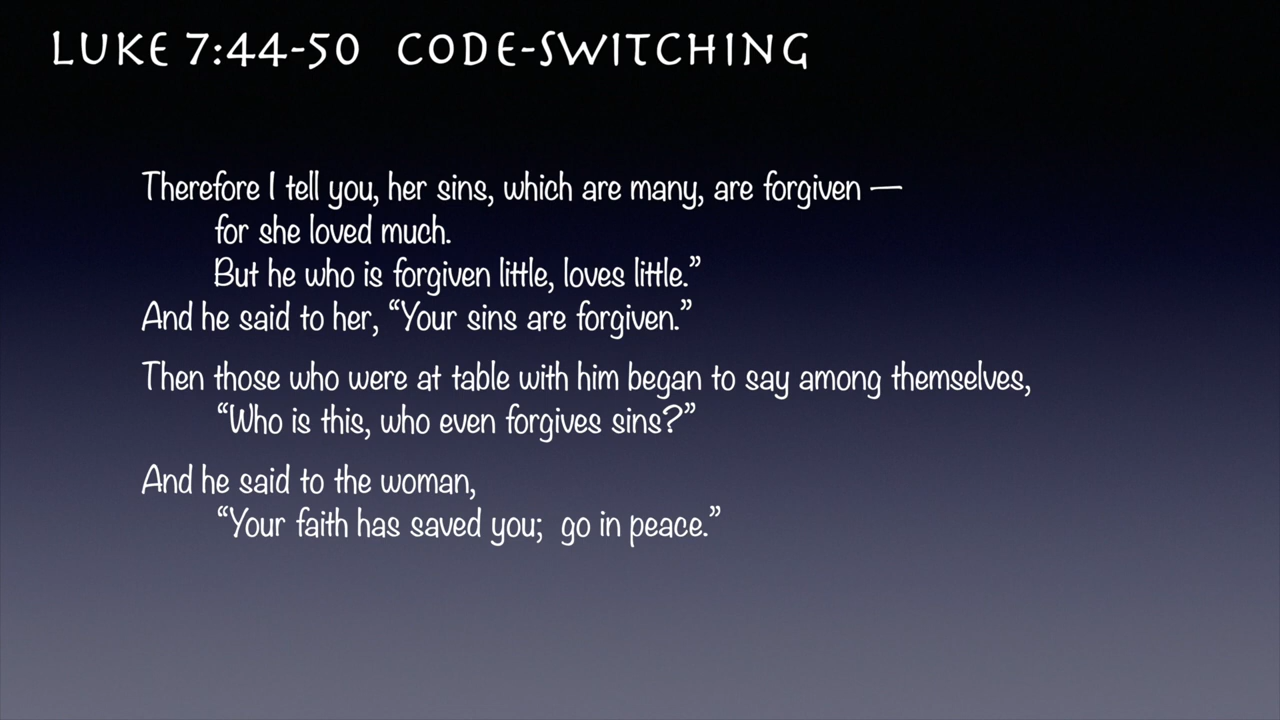 LUKE 7:44-50 CODE-SWITCHING
Therefore I tell you, her sins, which are many, are forgiven —
for she loved much.
But he who is forgiven little, loves little.”
And he said to her, “Your sins are forgiven.”
Then those who were at table with him began to say among themselves,
“Who is this, who even forgives sins?”
And he said to the woman,
“Your faith has saved you; go in peace.”